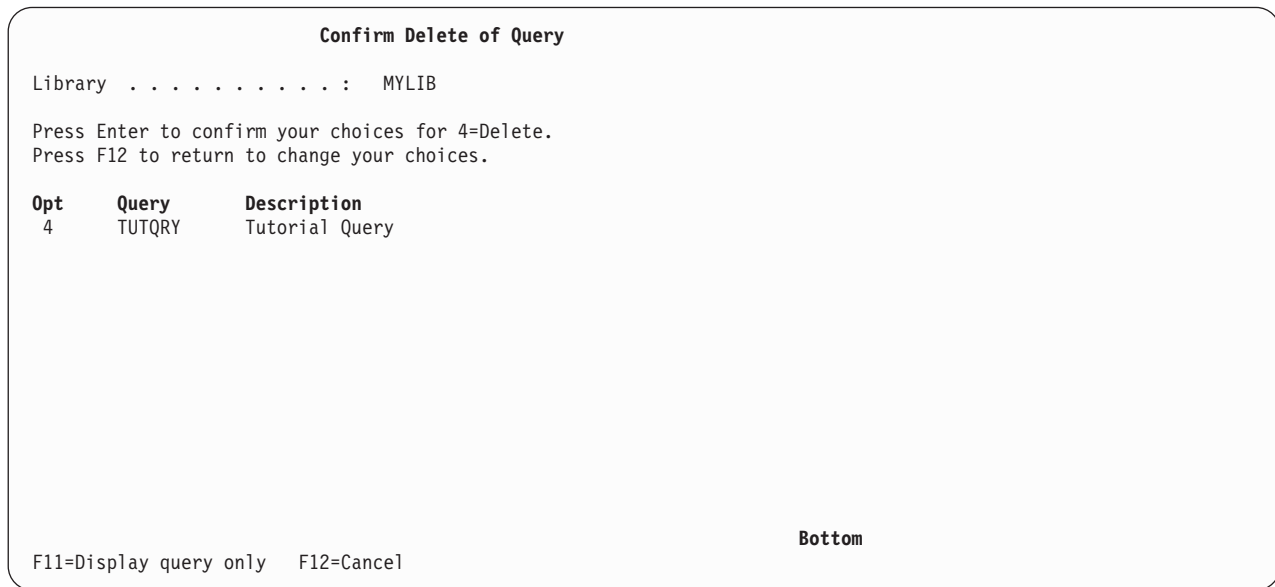 Confirm Delete of Query
Library . . . . . . . . . . : MYLIB
Press Enter to confirm your choices for 4=Delete.
Press F12 to return to change your choices.
Opt Query Description
4 TUTQRY Tutorial Query
Bottom
F11=Display query only F12=Cancel